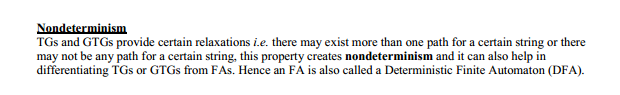 Nondeterminism
TGs and GTGs provide certain relaxations i.e. there may exist more than one path for a certain string or there
may not be any path for a certain string, this property creates nondeterminism and it can also help in
differentiating TGs or GTGs from FAs. Hence an FA is also called a Deterministic Finite Automaton (DFA).